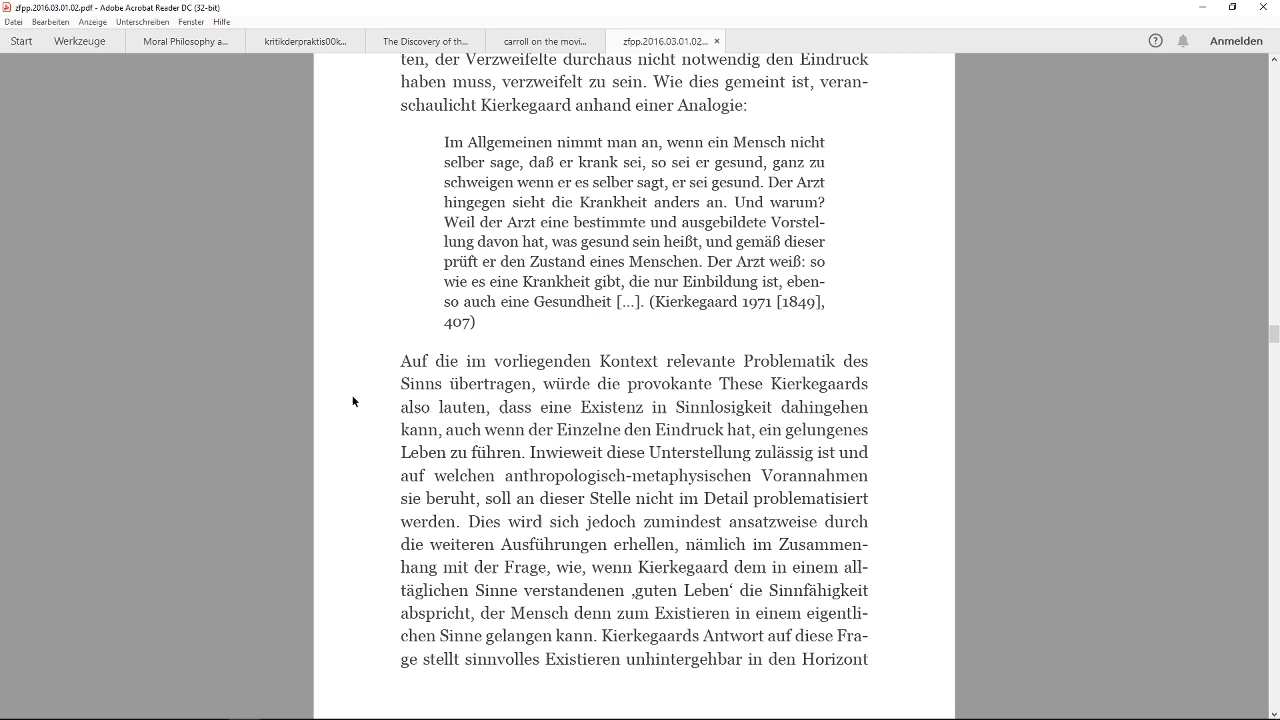 zfpp.2016.03.01.02.pdf - Adobe Acrobat Reader DC (32-bit)
Datei Bearbeiten Anzeige Unterschreiben Fenster Hilfe
Start Werkzeuge Moral Philosophy a... kritikderpraktis00k... The Discovery of th... carroll on the movi... zfpp.2016.03.01.02... × Anmelden
ten, der Verzweifelte durchaus nicht notwendig den Eindruck
haben muss, verzweifelt zu sein. Wie dies gemeint ist, veran-
schaulicht Kierkegaard anhand einer Analogie:
Im Allgemeinen nimmt man an, wenn ein Mensch nicht
selber sage, daß er krank sei, so sei er gesund, ganz zu
schweigen wenn er es selber sagt, er sei gesund. Der Arzt
hingegen sieht die Krankheit anders an. Und warum?
Weil der Arzt eine bestimmte und ausgebildete Vorstel-
lung davon hat, was gesund sein heißt, und gemäß dieser
prüft er den Zustand eines Menschen. Der Arzt weiß: so
wie es eine Krankheit gibt, die nur Einbildung ist, eben-
so auch eine Gesundheit [...]. (Kierkegaard 1971 [1849],
407)
Auf die im vorliegenden Kontext relevante Problematik des
Sinns übertragen, würde die provokante These Kierkegaards
also lauten, dass eine Existenz in Sinnlosigkeit dahingehen
kann, auch wenn der Einzelne den Eindruck hat, ein gelungenes
Leben zu führen. Inwieweit diese Unterstellung zulässig ist und
auf welchen anthropologisch-metaphysischen Vorannahmen
sie beruht, soll an dieser Stelle nicht im Detail problematisiert
werden. Dies wird sich jedoch zumindest ansatzweise durch
die weiteren Ausführungen erhellen, nämlich im Zusammen-
hang mit der Frage, wie, wenn Kierkegaard dem in einem all-
täglichen Sinne verstandenen ‚guten Leben‘ die Sinnfähigkeit
abspricht, der Mensch denn zum Existieren in einem eigentli-
chen Sinne gelangen kann. Kierkegaards Antwort auf diese Fra-
ge stellt sinnvolles Existieren unhintergehbar in den Horizont